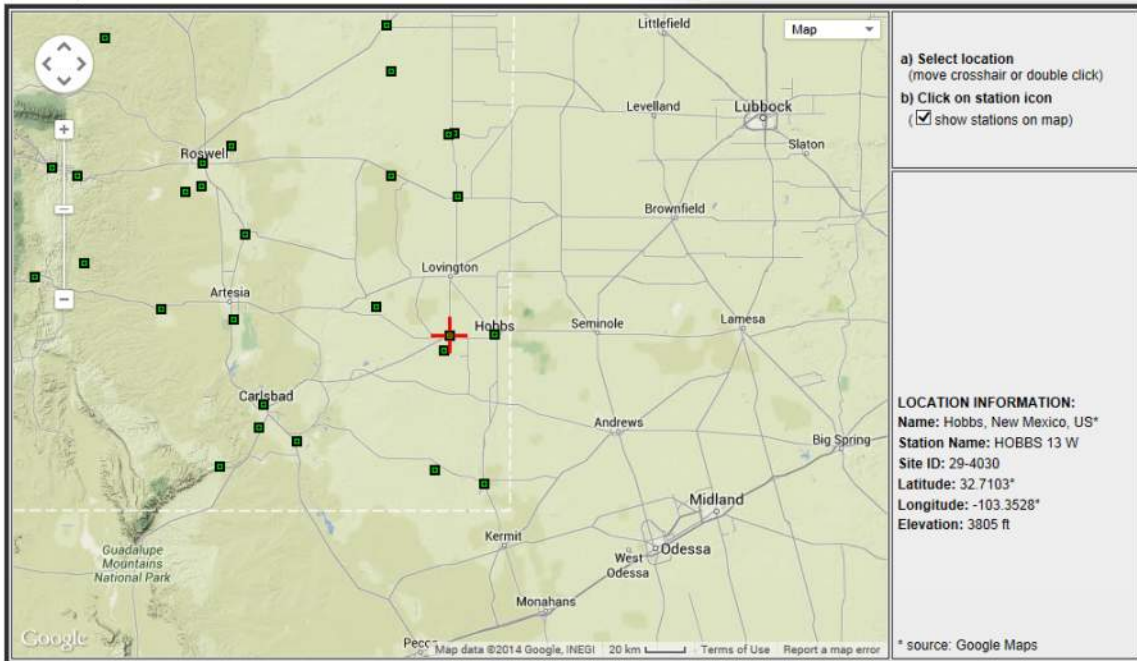 Littlefield
Map
Levelland
Lubbock
Slaton
Roswell
Brownfield
Lovington
Artesia
Hobbs
Seminole
Lamesa
Carlsbad
Andrews
Big Spring
Midland
Kermit
Odessa
West
Odessa
Guadalupe
Mountains
National Park
Monahans
Google
Map data ©2014 Google, INEGI
20 km
Terms of Use
Report a map error
a) Select location
(move crosshair or double click)
b) Click on station icon
( show stations on map)
LOCATION INFORMATION:
Name: Hobbs, New Mexico, US*
Station Name: HOBBS 13 W
Site ID: 29-4030
Latitude: 32.7103*
Longitude: -103.3528*
Elevation: 3805 ft
* source: Google Maps